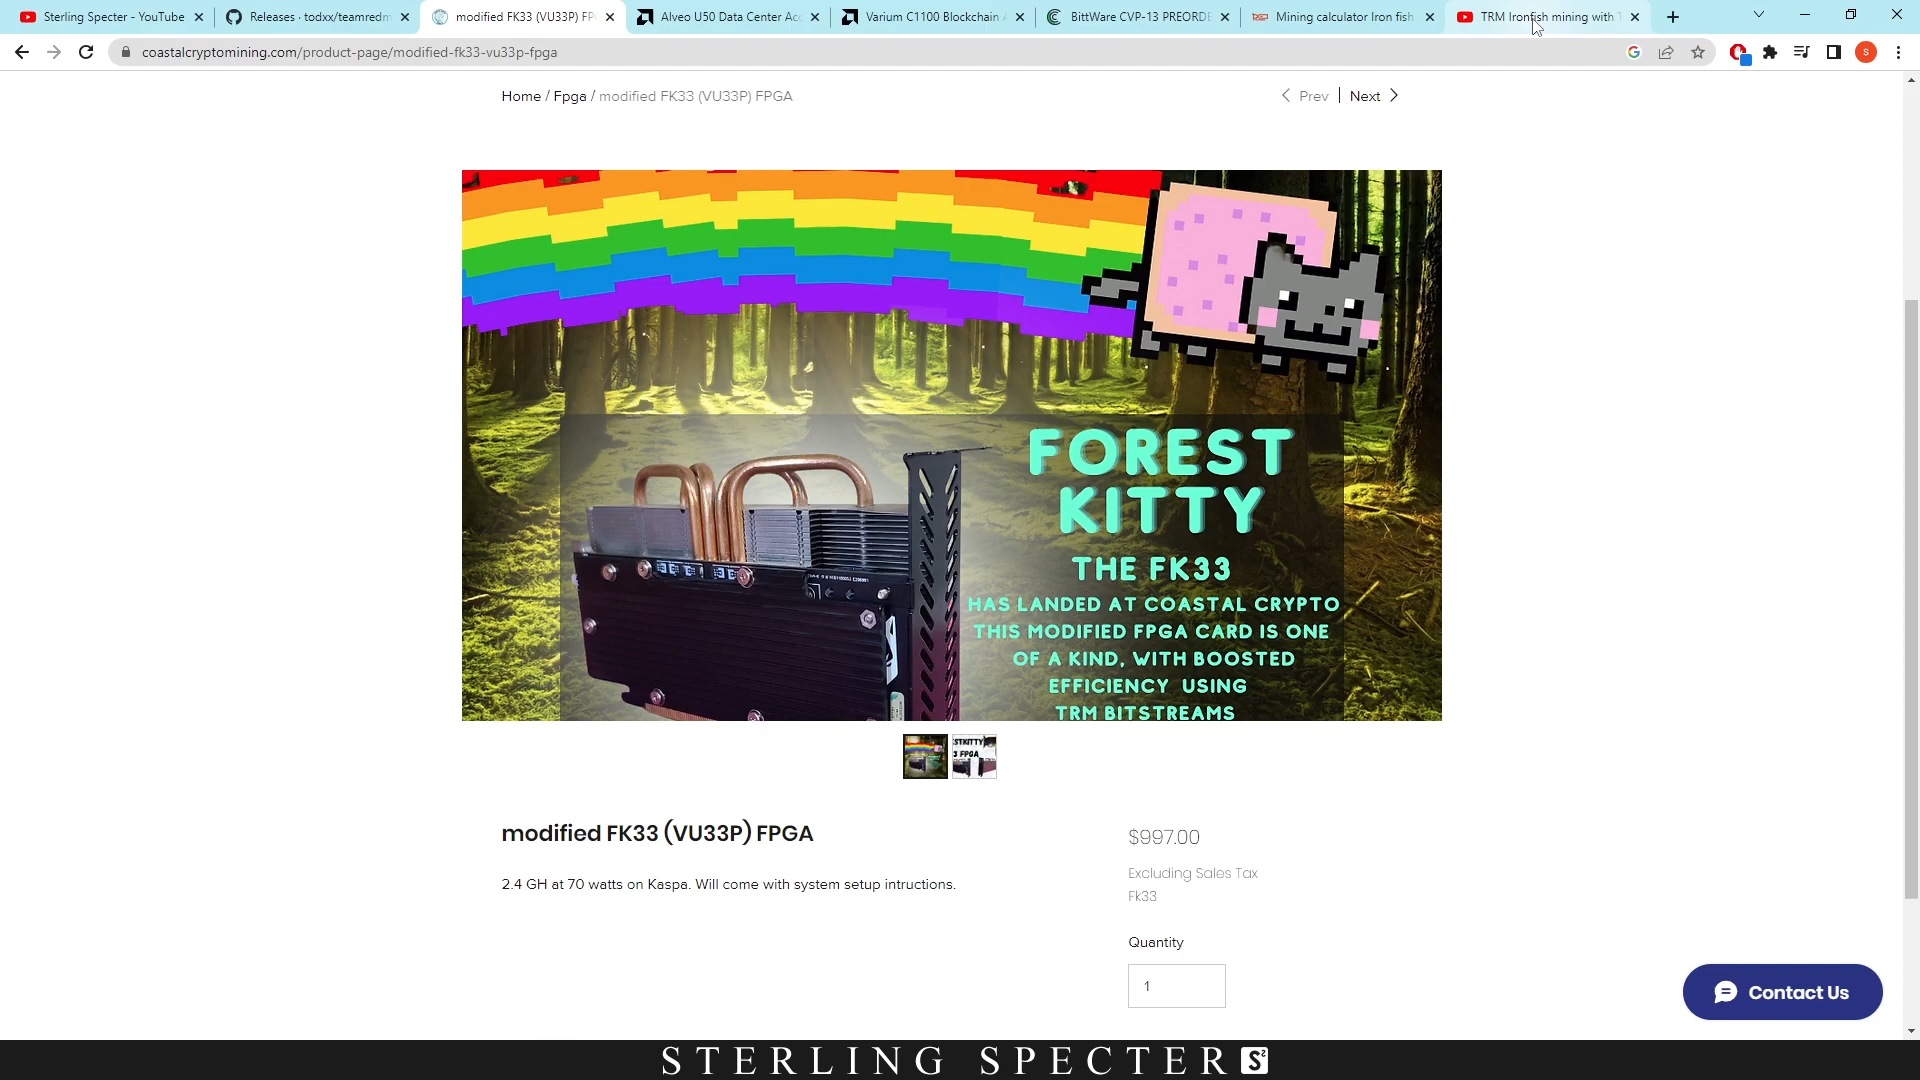 Sterling Specter - YouTube
Releases · todxx/teamredm
modified FK33 (VU33P) FP
Alveo U50 Data Center Acc
Varium C1100 Blockchain A
BittWare CVP-13 PREORDE
Mining calculator Iron fish
TRM Ironfish mining with T
coastalcryptomining.com/product-page/modified-fk33-vu33p-fpga
S
Home / Fpga / modified FK33 (VU33P) FPGA
Prev | Next
FOREST
KITTY
THE FK33
HAS LANDED AT COASTAL CRYPTO
THIS MODIFIED FPGA CARD IS ONE
OF A KIND, WITH BOOSTED
EFFICIENCY USING
TRM BITSTREAMS
STKITTY
3 FPGA
modified FK33 (VU33P) FPGA
$997.00
2.4 GH at 70 watts on Kaspa. Will come with system setup intructions.
Excluding Sales Tax
Fk33
Quantity
1
Contact Us
STERLING SPECTER S²